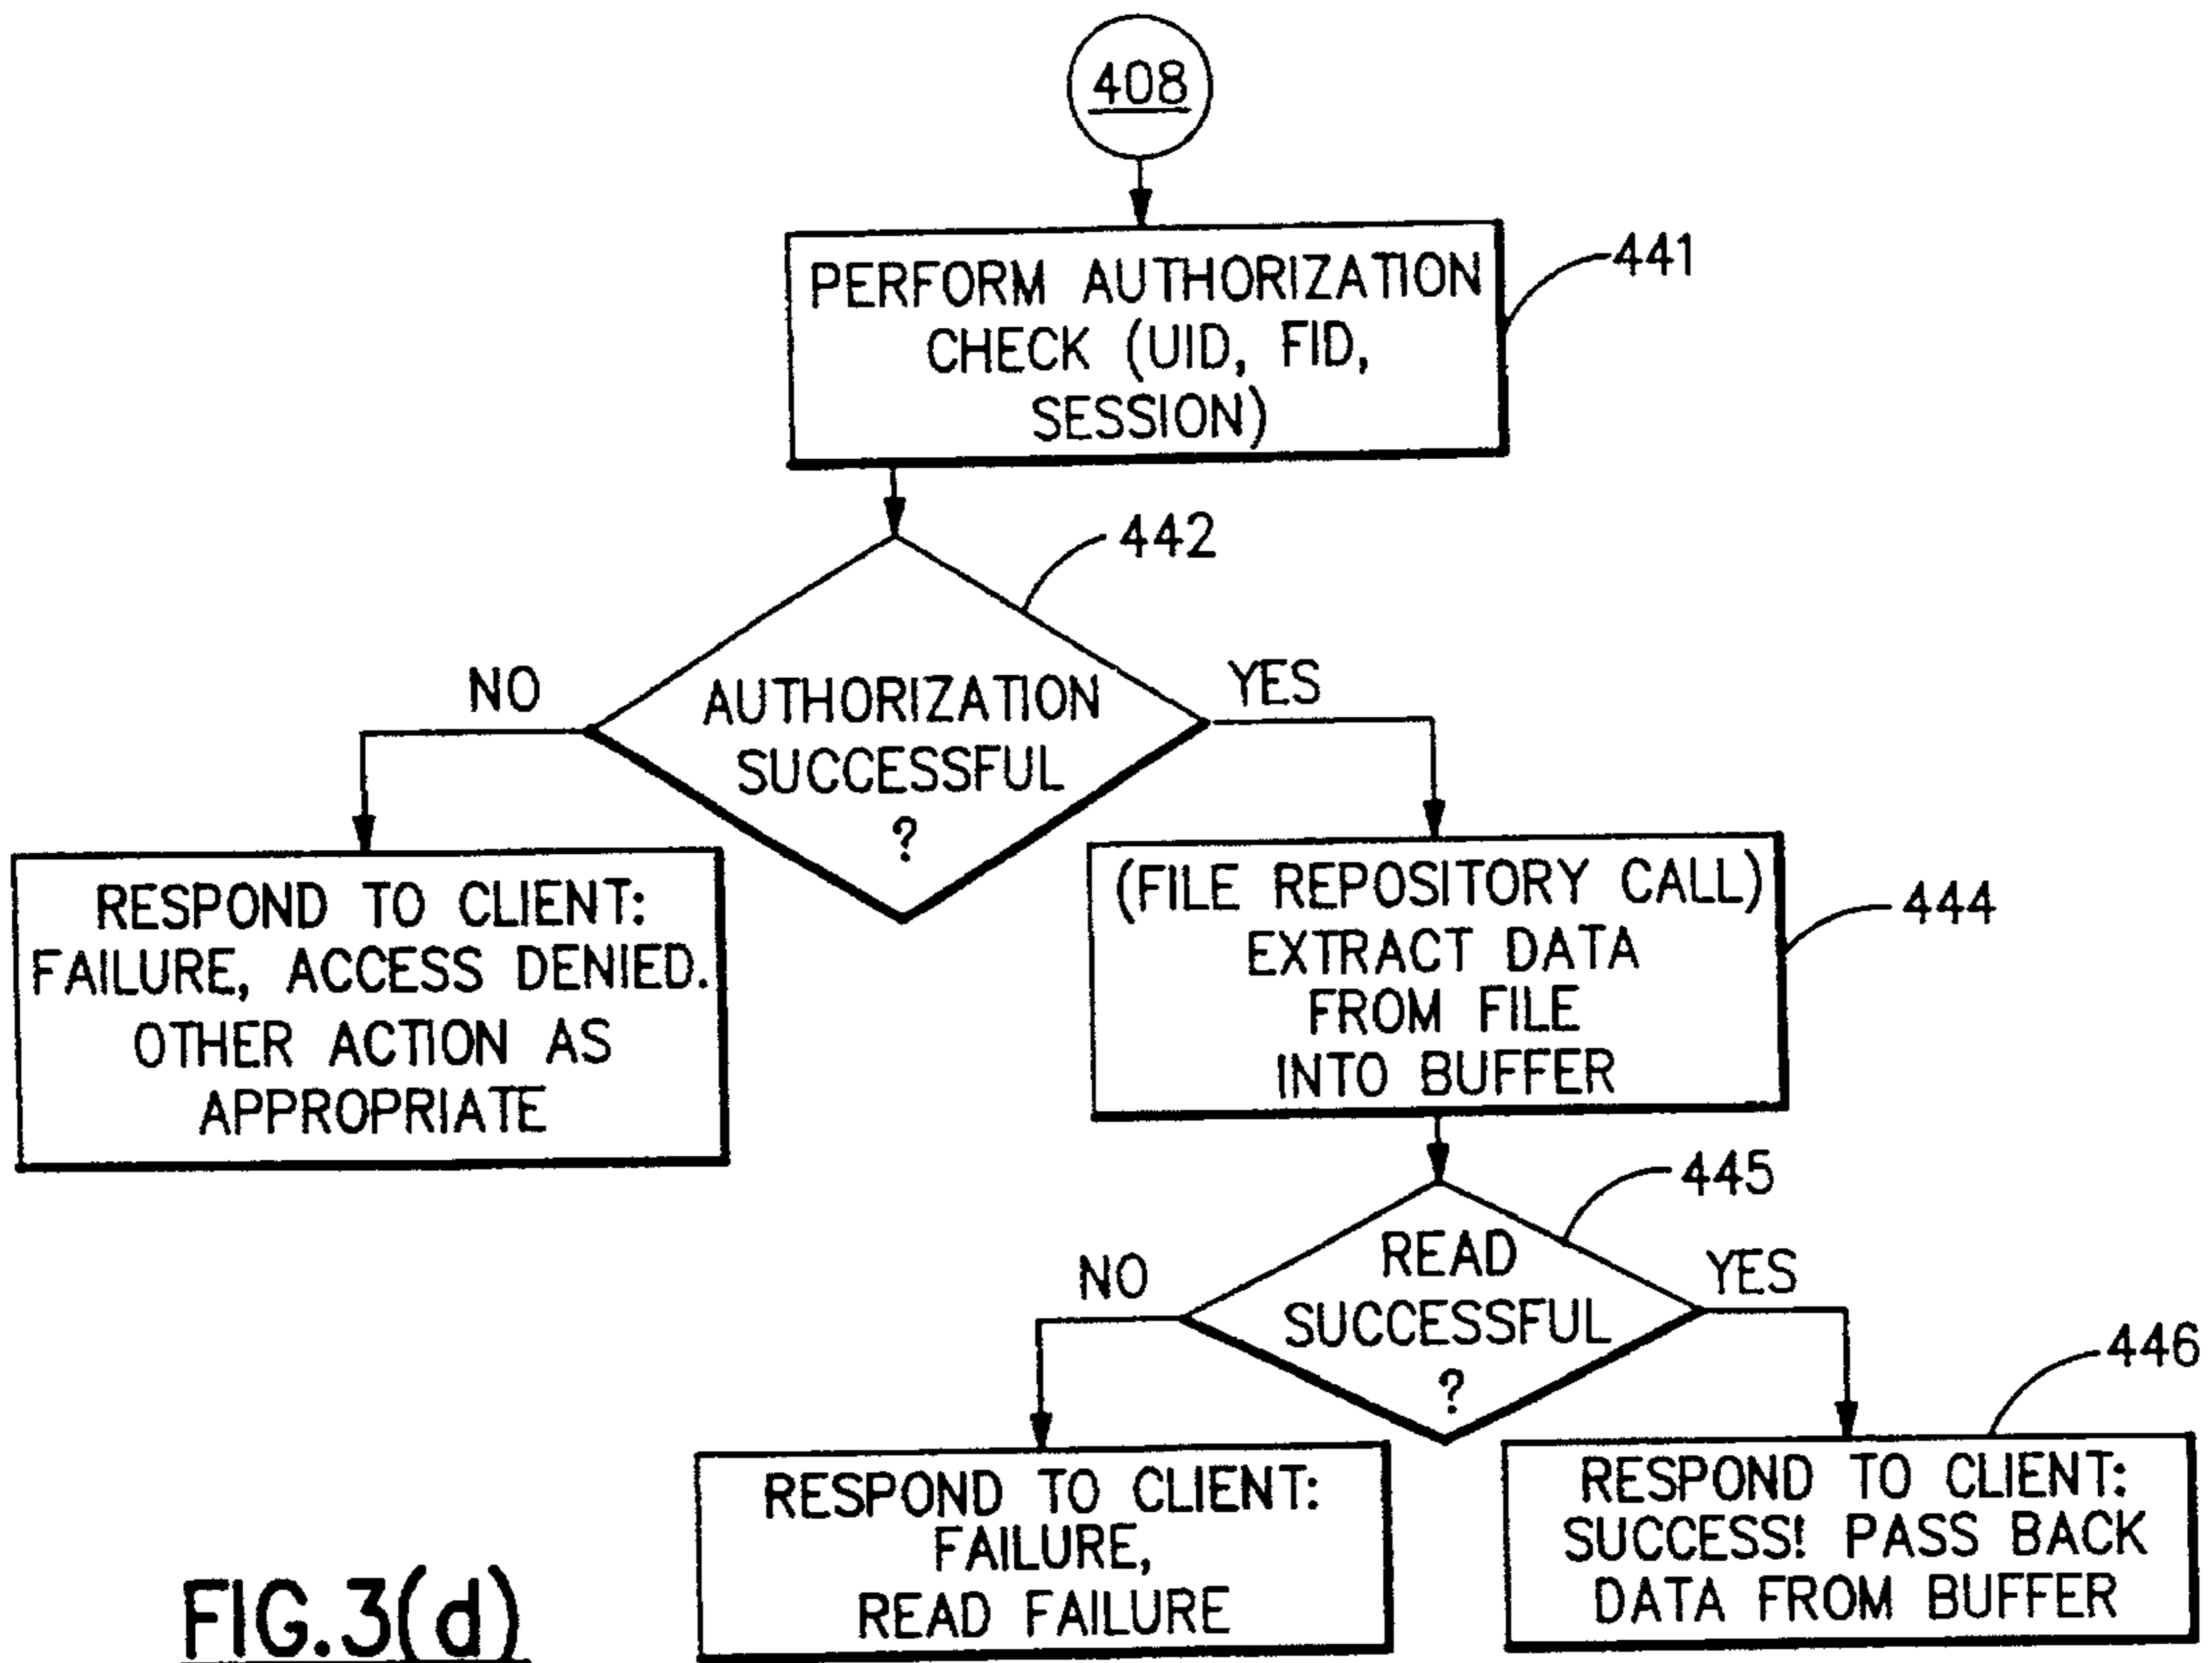 408
PERFORM AUTHORIZATION
CHECK (UID, FID,
SESSION)
441
442
NO
YES
AUTHORIZATION
SUCCESSFUL
?
RESPOND TO CLIENT:
FAILURE, ACCESS DENIED.
OTHER ACTION AS
APPROPRIATE
(FILE REPOSITORY CALL)
EXTRACT DATA
FROM FILE
INTO BUFFER
444
445
NO
YES
READ
SUCCESSFUL
?
446
RESPOND TO CLIENT:
FAILURE,
READ FAILURE
RESPOND TO CLIENT:
SUCCESS! PASS BACK
DATA FROM BUFFER
FIG.3(d)